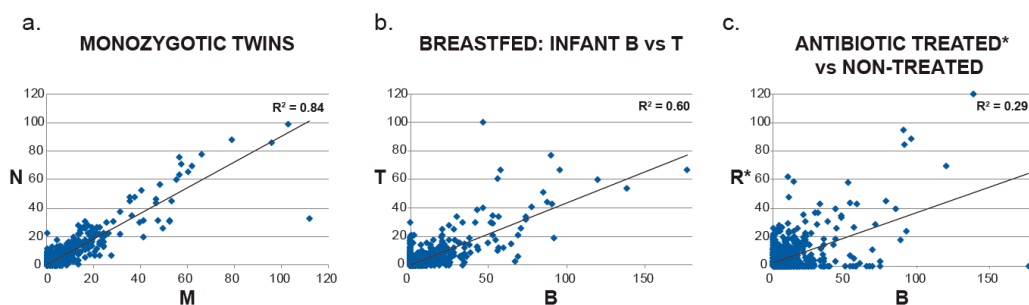 a.
MONOZYGOTIC TWINS
120
100
80
60
40
20
0
N
R² = 0.84
0 20 40 60 80 100 120
M
b.
BREASTFED: INFANT B vs T
120
100
80
60
40
20
0
T
R² = 0.60
0 50 100 150
B
c.
ANTIBIOTIC TREATED*
vs NON-TREATED
120
100
80
60
40
20
0
R*
R² = 0.29
0 50 100 150
B